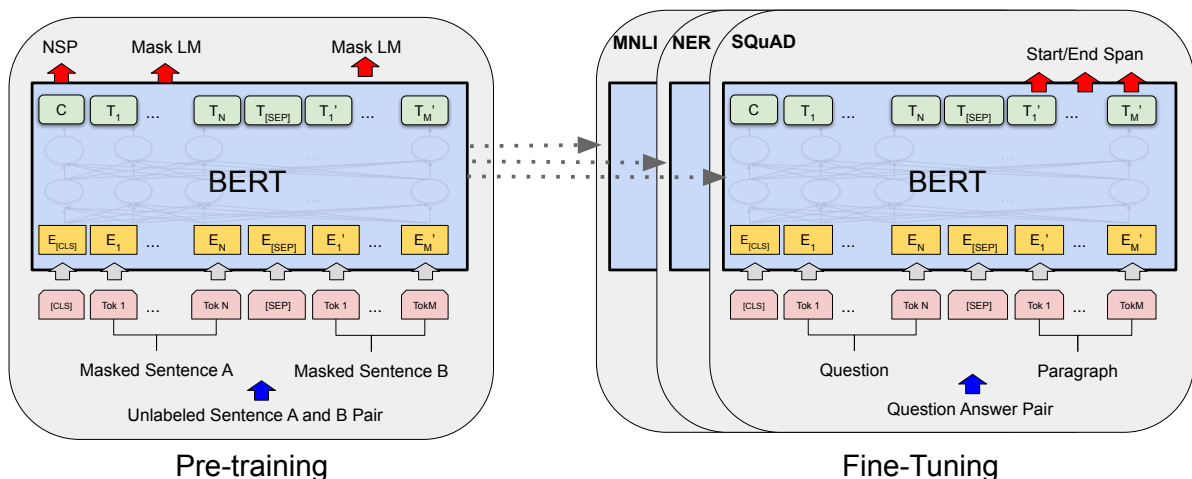 NSP Mask LM Mask LM
C T1 ... TN T[SEP] T1' ... TM'
...
BERT
...
E[CLS] E1 ... EN E[SEP] E1' ... EM'
[CLS] Tok 1 ... Tok N [SEP] Tok 1 ... TokM
Masked Sentence A Masked Sentence B
Unlabeled Sentence A and B Pair
Pre-training
MNLI NER SQuAD
Start/End Span
C T1 ... TN T[SEP] T1' ... TM'
...
BERT
...
E[CLS] E1 ... EN E[SEP] E1' ... EM'
[CLS] Tok 1 ... Tok N [SEP] Tok 1 ... TokM
Question Paragraph
Question Answer Pair
Fine-Tuning